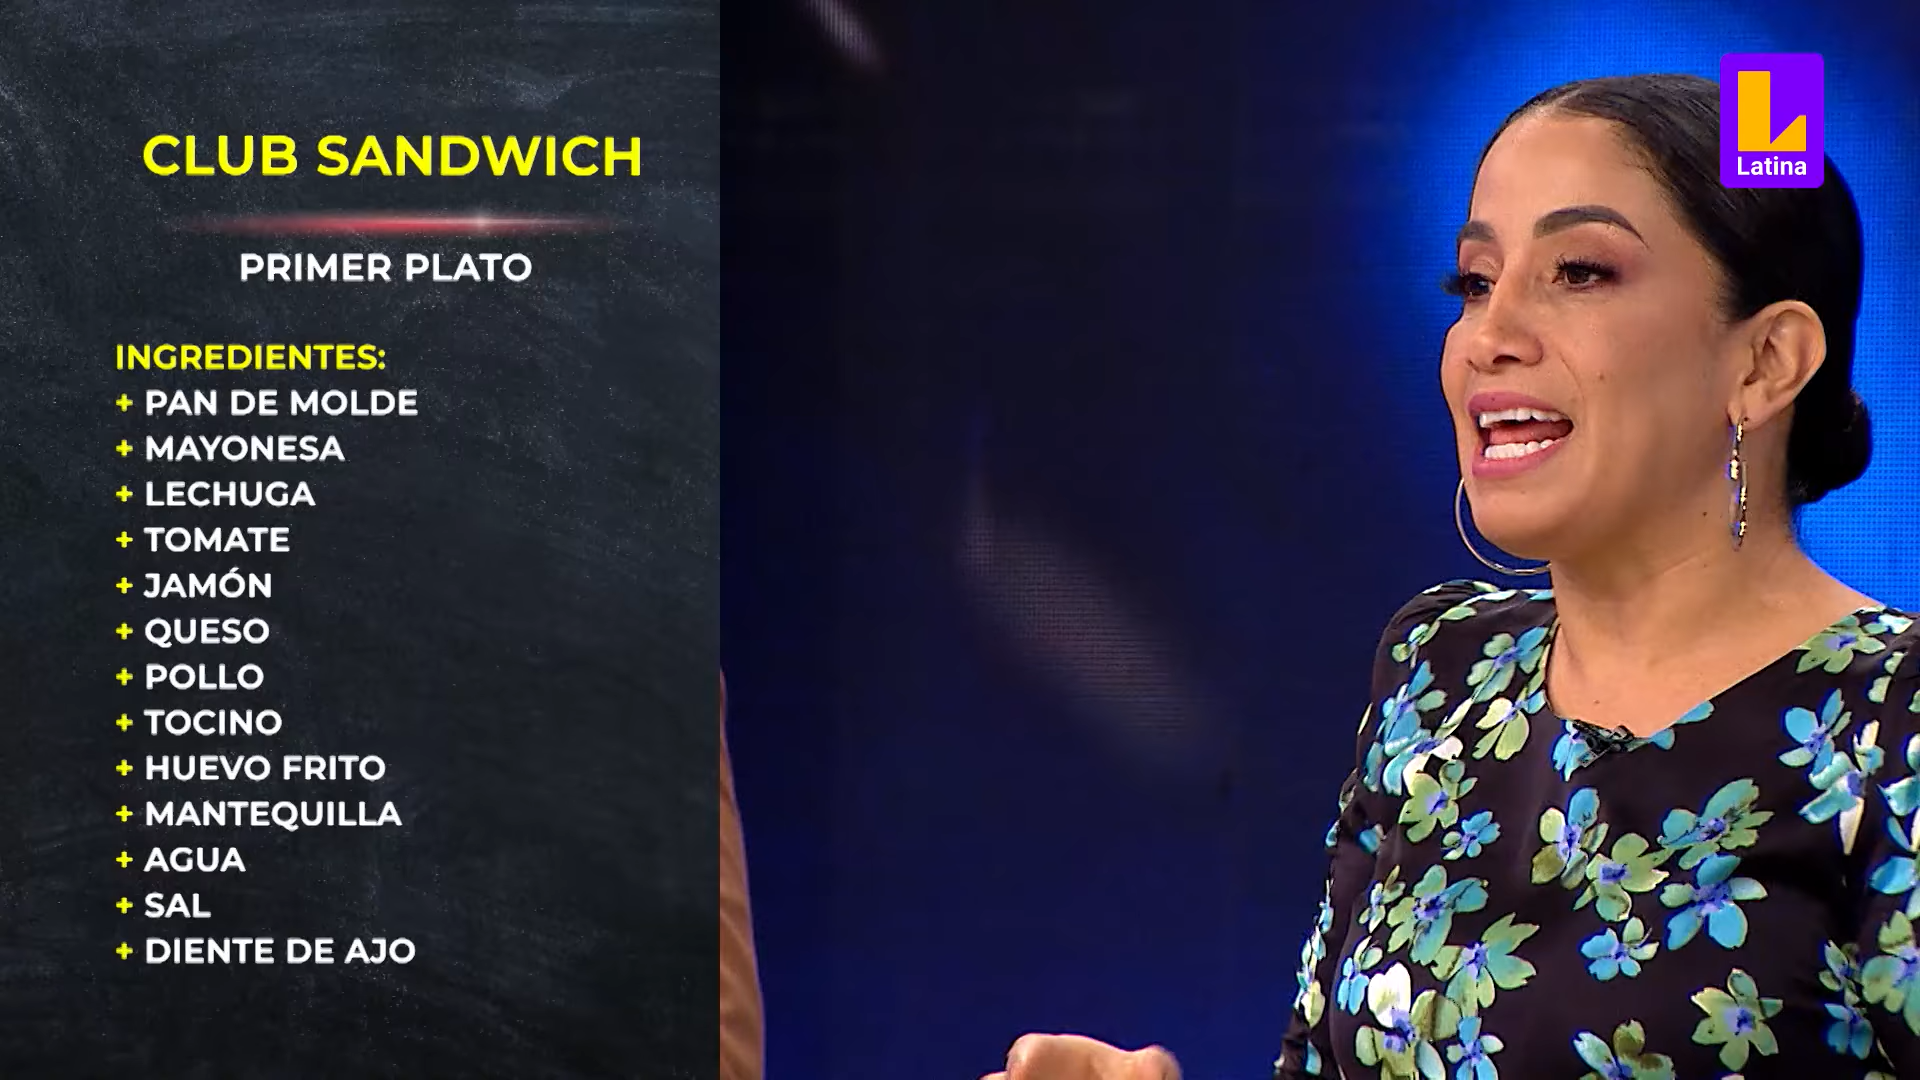 CLUB SANDWICH
PRIMER PLATO
INGREDIENTES:
+ PAN DE MOLDE
+ MAYONESA
+ LECHUGA
+ TOMATE
+ JAMÓN
+ QUESO
+ POLLO
+ TOCINO
+ HUEVO FRITO
+ MANTEQUILLA
+ AGUA
+ SAL
+ DIENTE DE AJO
Latina